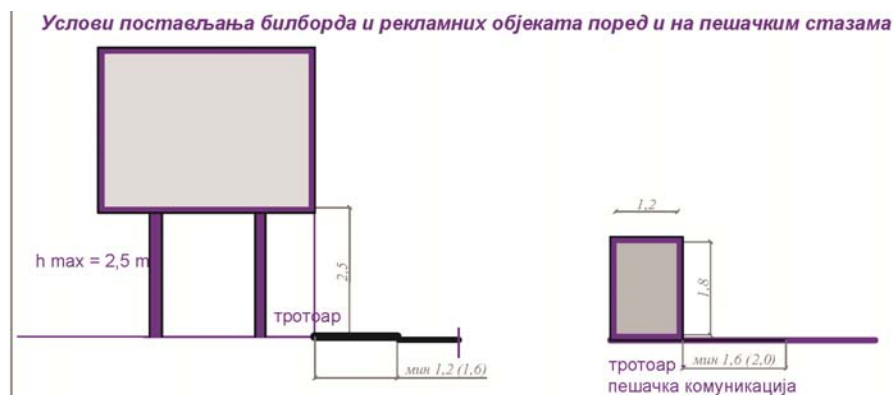 Услови постављања билборда и рекламних објеката поред и на пешачким стазама
h max = 2,5 m
2,5
тротоар
мин 1,2 (1,6)
1,2
1,8
мин 1,6 (2,0)
тротоар
пешачка комуникација